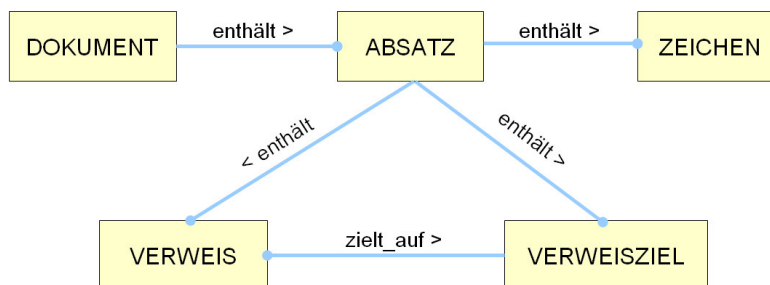 DOKUMENT enthält > ABSATZ enthält > ZEICHEN
< enthält enthält >
VERWEIS zielt_auf > VERWEISZIEL